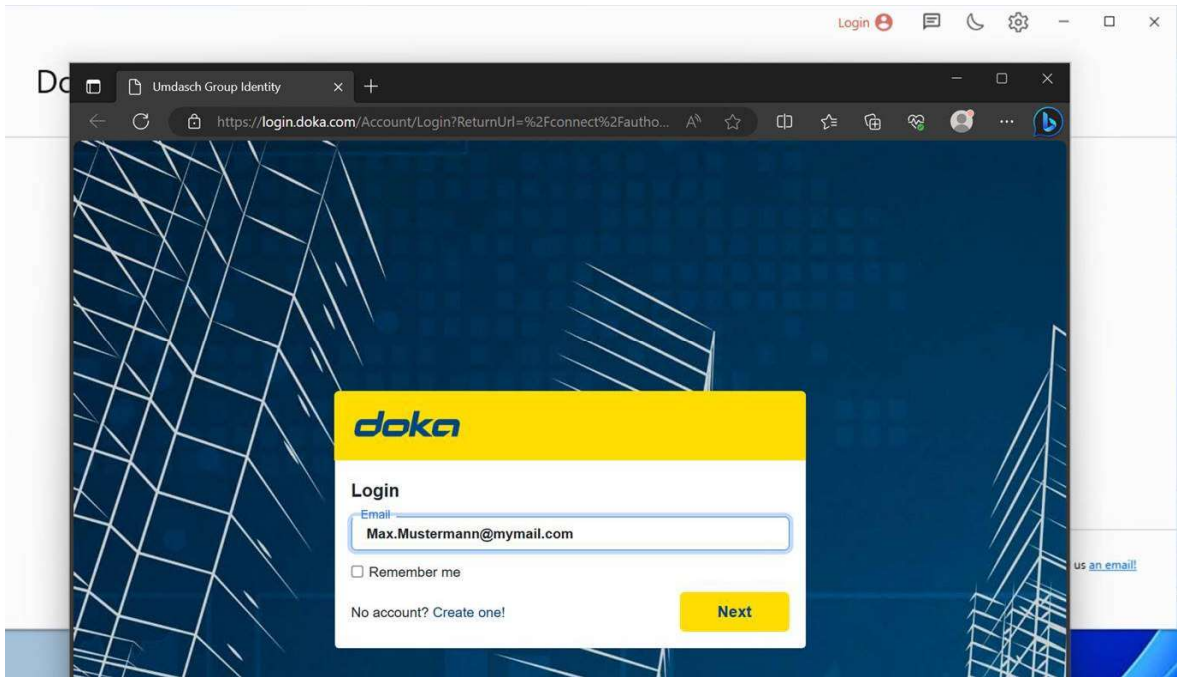 Login
Do
Umdasch Group Identity
https://login.doka.com/Account/Login?ReturnUrl=%2Fconnect%2Fautho...
doka
Login
Email
Max.Mustermann@mymail.com
Remember me
No account? Create one!
Next
us an email!